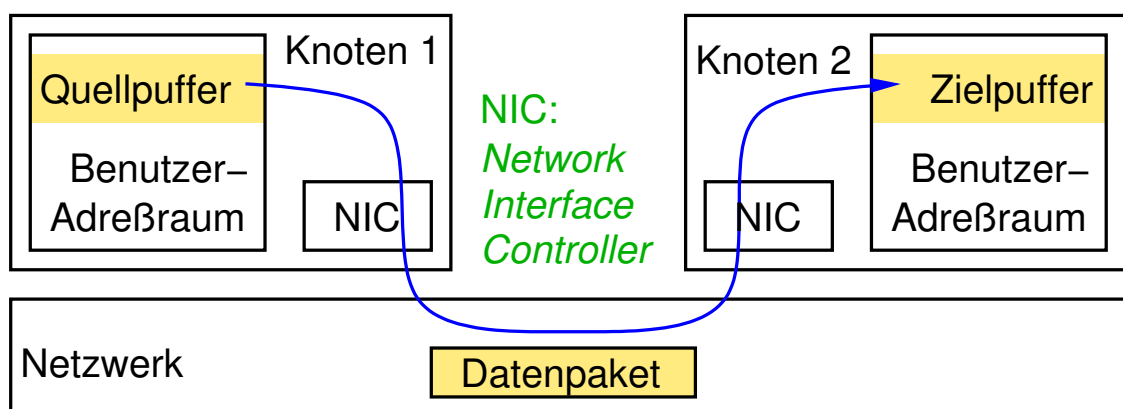 Knoten 1
Quellpuffer
Benutzer–
Adreßraum
NIC
NIC:
Network
Interface
Controller
Knoten 2
Zielpuffer
NIC
Benutzer–
Adreßraum
Netzwerk
Datenpaket